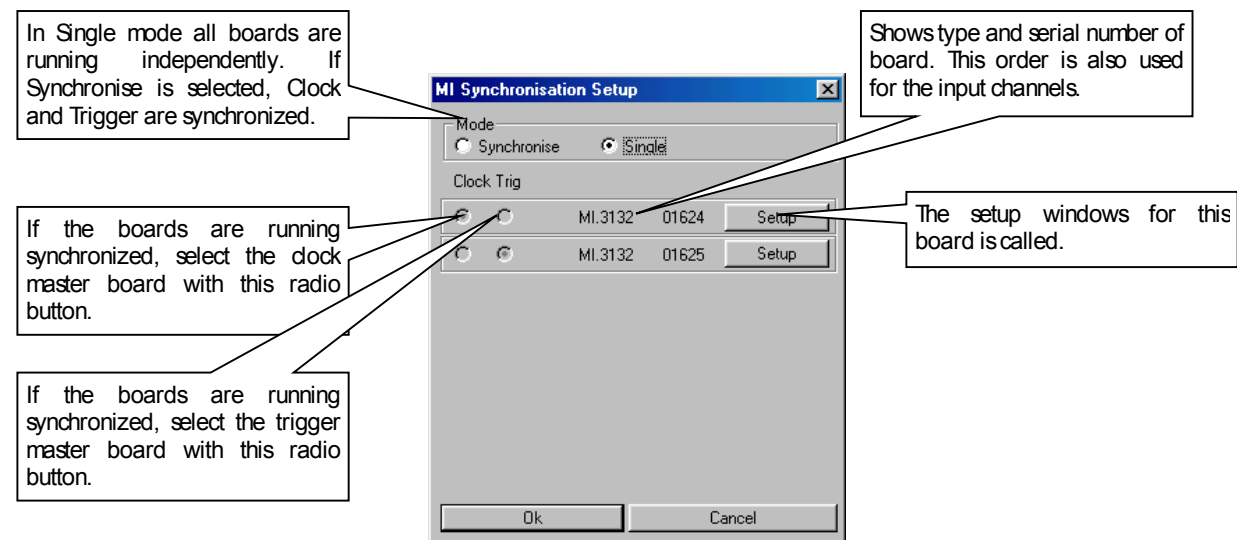 In Single mode all boards are
running independently. If
Synchronise is selected, Clock
and Trigger are synchronized.
Shows type and serial number of
board. This order is also used
for the input channels.
MI Synchronisation Setup
Mode
Synchronise Single
Clock Trig
MI.3132 01624 Setup
MI.3132 01625 Setup
If the boards are running
synchronized, select the clock
master board with this radio
button.
The setup windows for this
board is called.
If the boards are running
synchronized, select the trigger
master board with this radio
button.
Ok Cancel